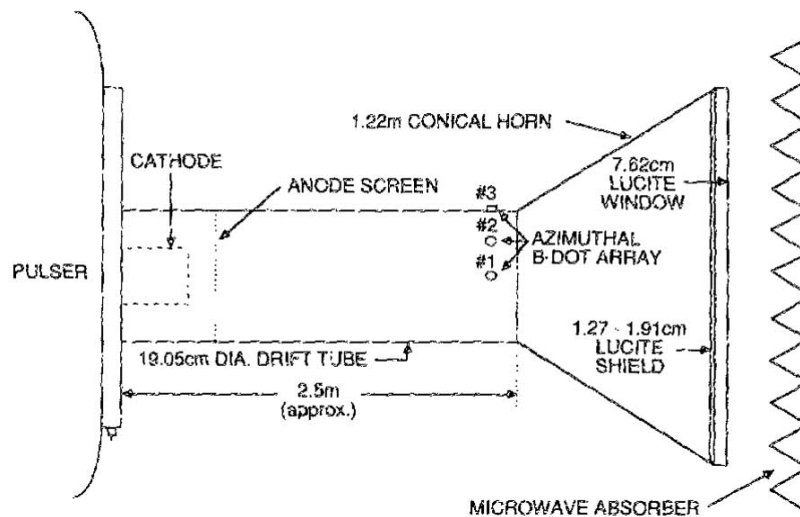 1.22m CONICAL HORN
CATHODE
ANODE SCREEN
7.62cm
LUCITE
WINDOW
#3
#2
#1
AZIMUTHAL
B-DOT ARRAY
PULSER
1.27 - 1.91cm
LUCITE
SHIELD
19.05cm DIA. DRIFT TUBE
2.5m
(approx.)
MICROWAVE ABSORBER